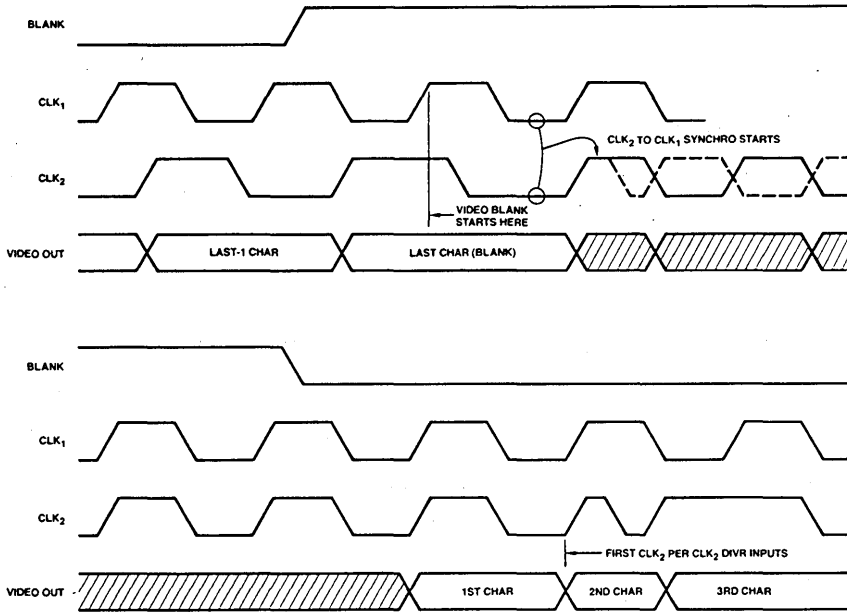 BLANK
CLK1
CLK2 TO CLK1 SYNCHRO STARTS
CLK2
VIDEO BLANK
STARTS HERE
VIDEO OUT
LAST-1 CHAR
LAST CHAR (BLANK)
BLANK
CLK1
CLK2
FIRST CLK2 PER CLK2 DIVR INPUTS
VIDEO OUT
1ST CHAR
2ND CHAR
3RD CHAR